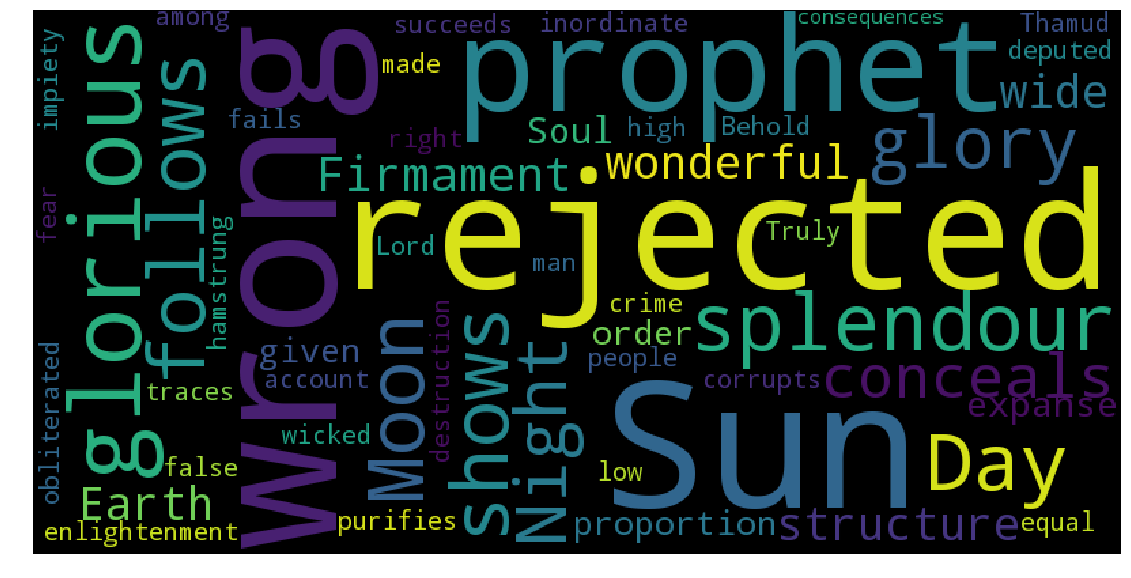 among
succeeds
inordinate
consequences
Thamud
impiety
glorious
follows
wrong
made
prophet
deputed
wide
fails
right
Soul
high
Behold
glory
Firmament
wonderful
fear
rejected
hamstrung
Lord
man
Truly
Moon
destruction
shows
Night
crime
order
splendour
given
people
account
corrupts
conceals
expanse
obliterated
traces
wicked
Sun
Day
false
low
Earth
enlightenment
purifies
proportion
structure
equal